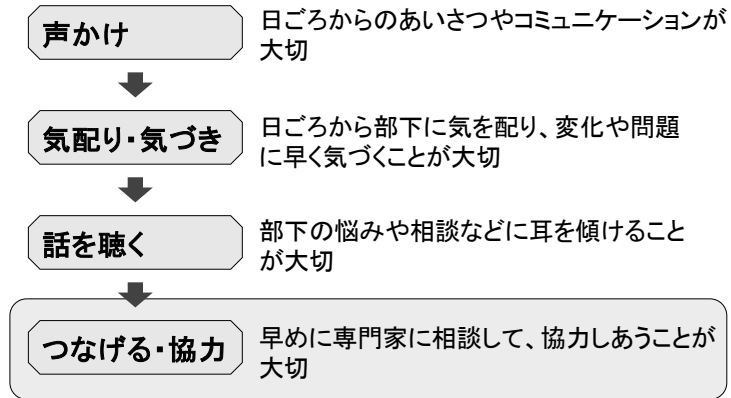 声かけ
日ごろからのあいさつやコミュニケーションが
大切
気配り・気づき
日ごろから部下に気を配り、変化や問題
に早く気づくことが大切
話を聴く
部下の悩みや相談などに耳を傾けること
が大切
つなげる・協力
早めに専門家に相談して、協力しあうことが
大切